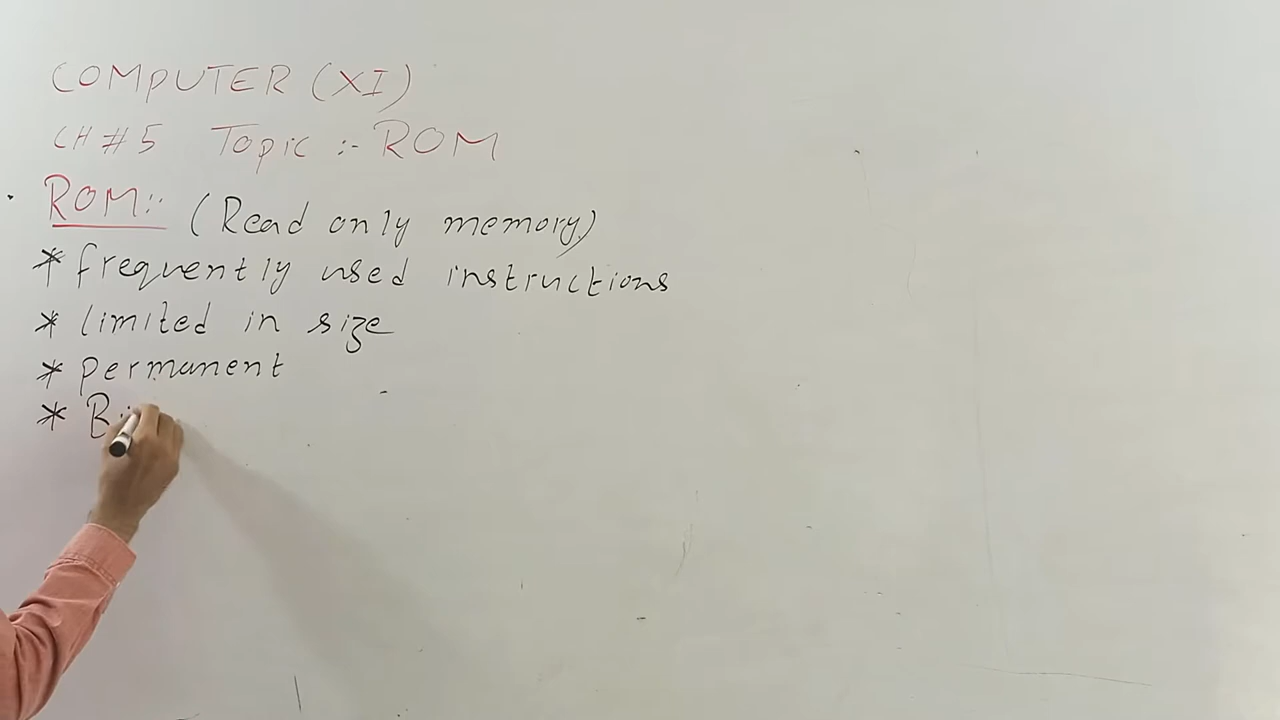 COMPUTER (XI)
CH # 5 Topic :- ROM
ROM:: (Read only memory)
* frequently used instructions
* limited in size
* permanent
* B